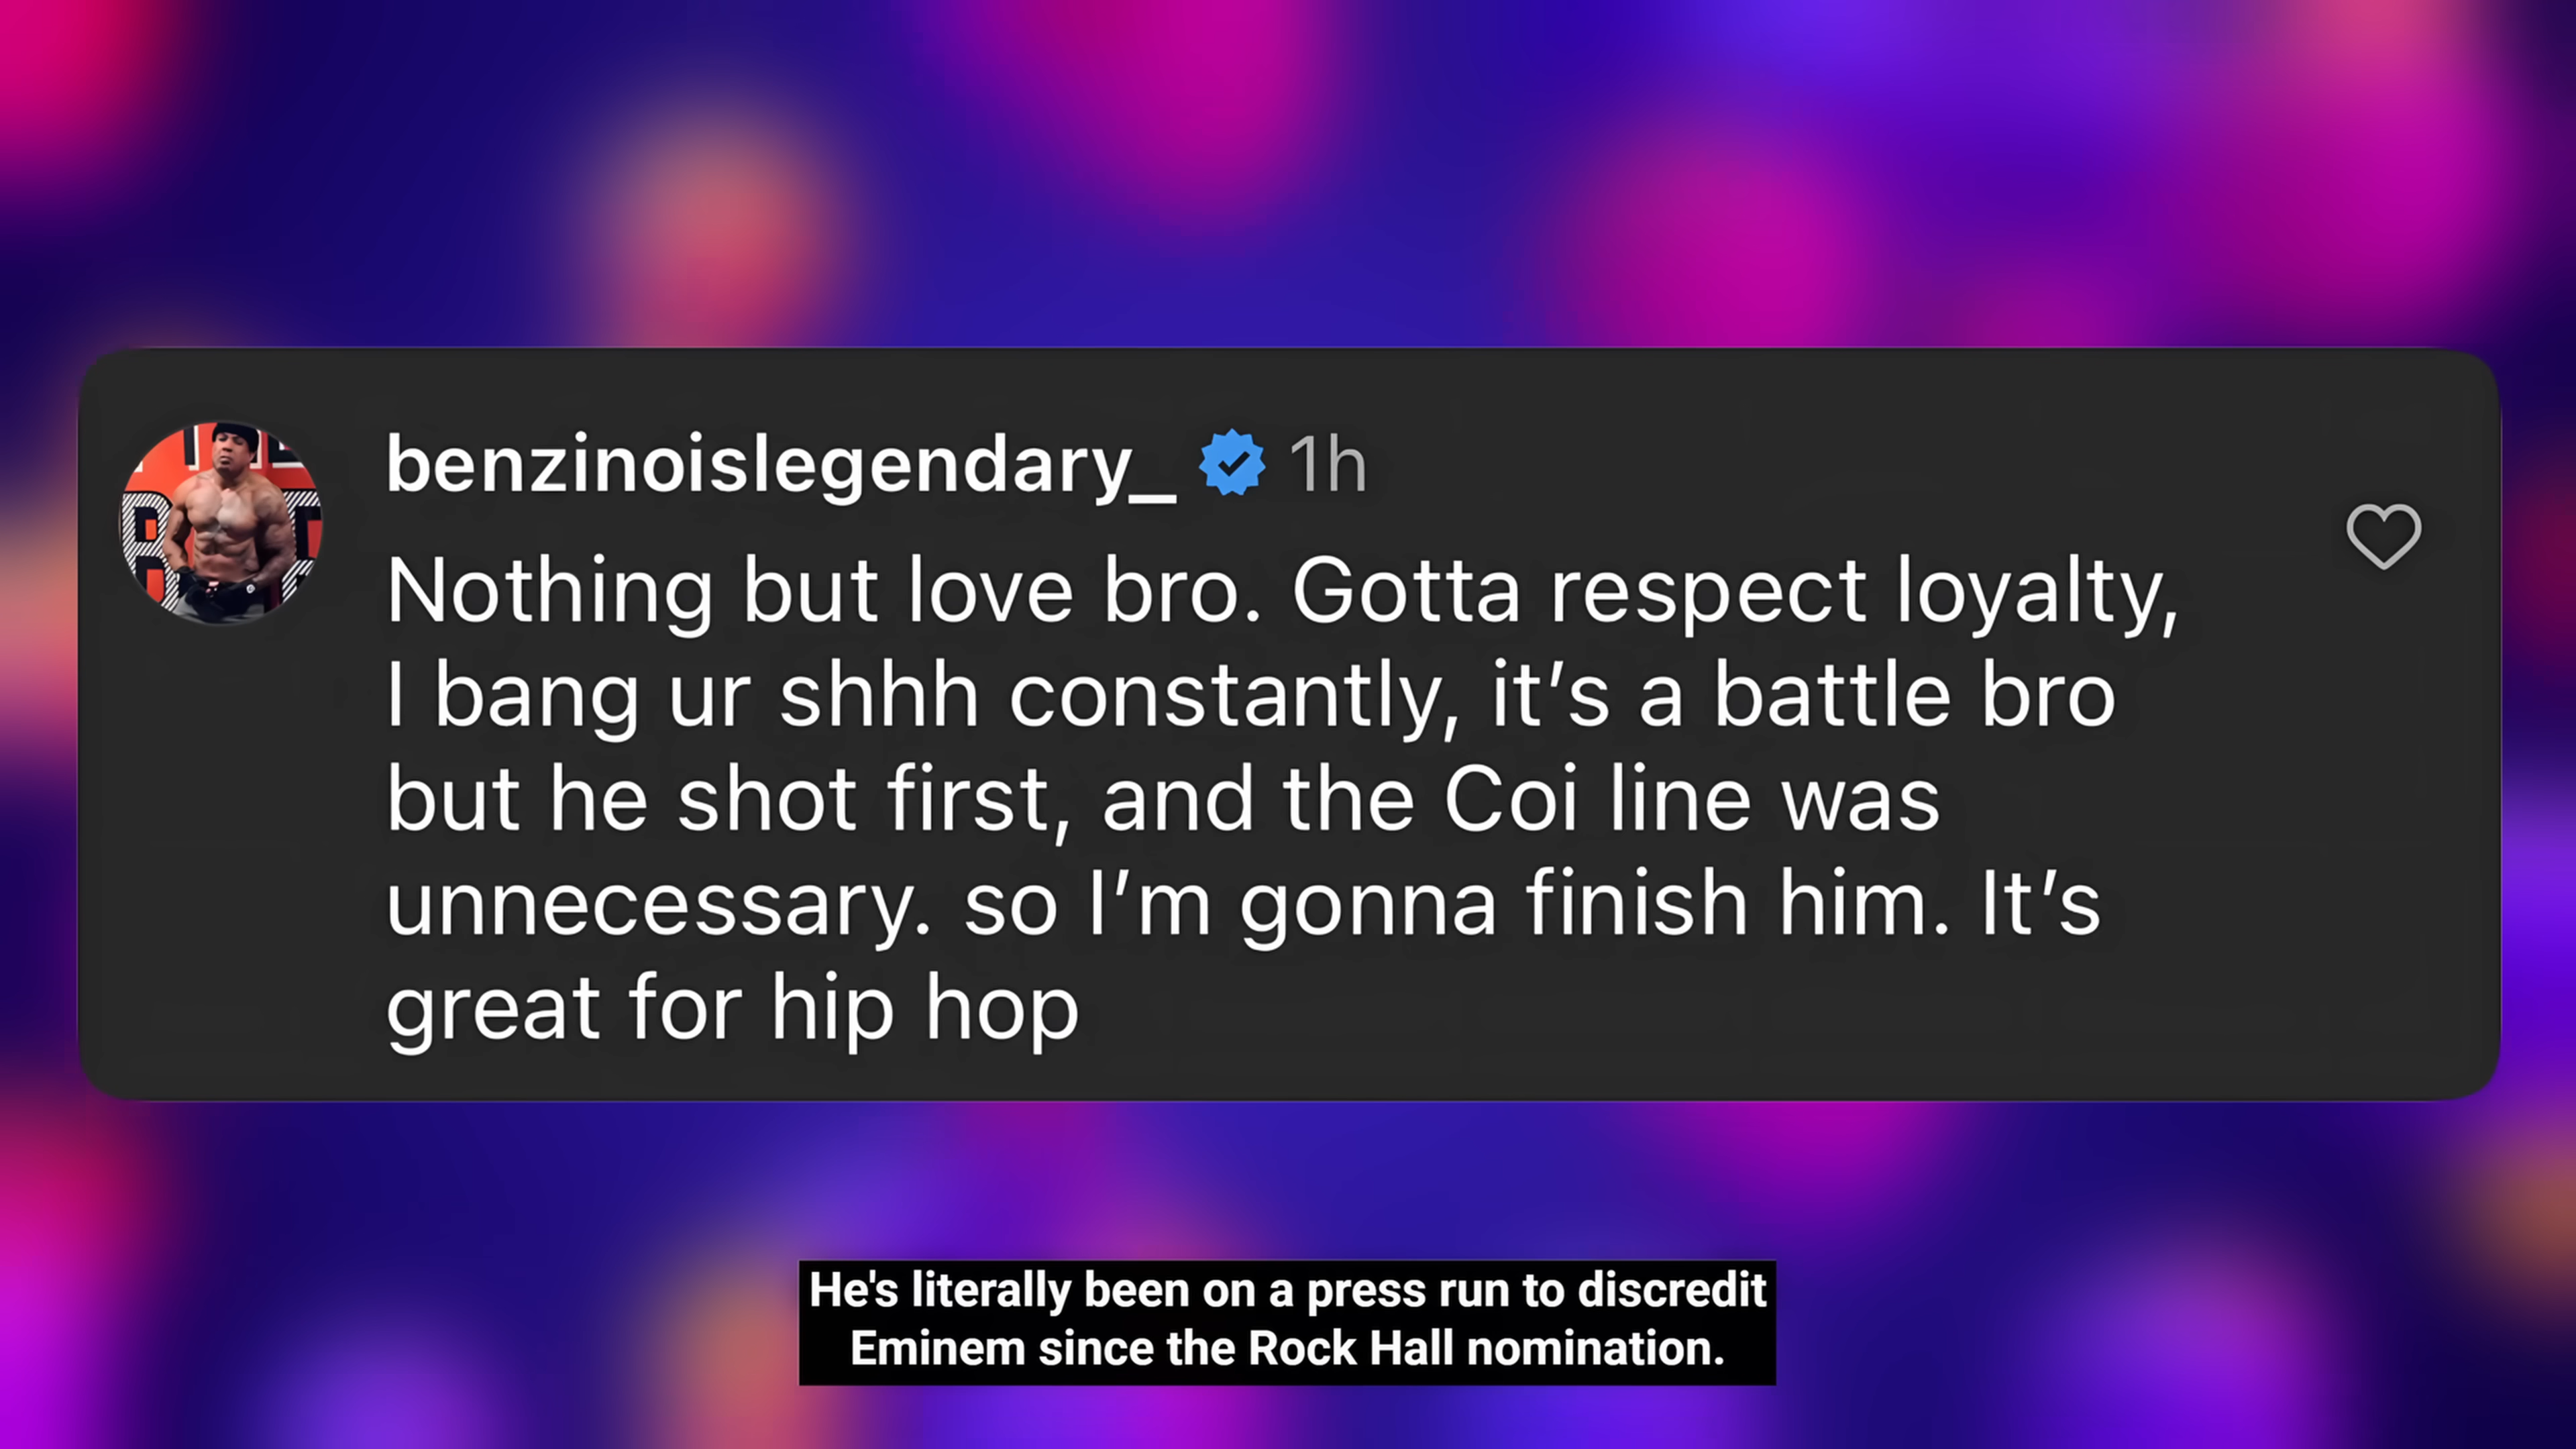 benzinoislegendary_ 1h
Nothing but love bro. Gotta respect loyalty,
I bang ur shhh constantly, it’s a battle bro
but he shot first, and the Coi line was
unnecessary. so I’m gonna finish him. It’s
great for hip hop
He's literally been on a press run to discredit
Eminem since the Rock Hall nomination.